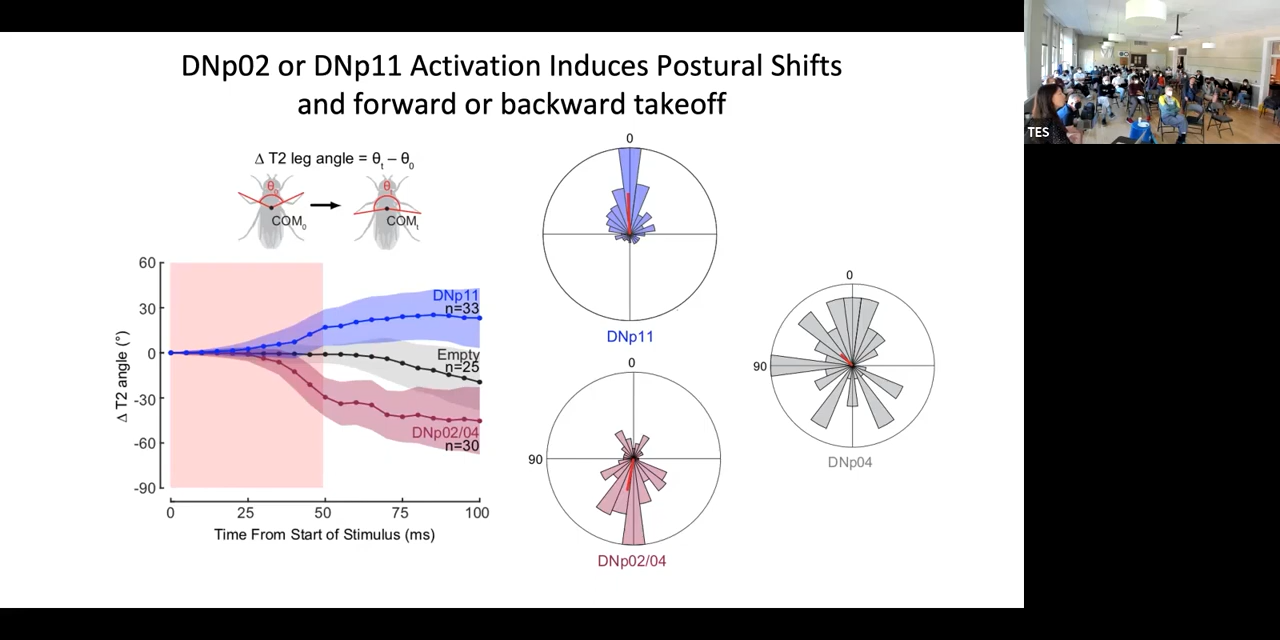 DNp02 or DNp11 Activation Induces Postural Shifts
and forward or backward takeoff
TES
Δ T2 leg angle = θt – θ0
θ0
θt
COM0
COMt
60
30
0
-30
-60
-90
Δ T2 angle (°)
DNp11
n=33
Empty
n=25
DNp02/04
n=30
0
25
50
75
100
Time From Start of Stimulus (ms)
0
DNp11
0
90
DNp02/04
0
90
DNp04